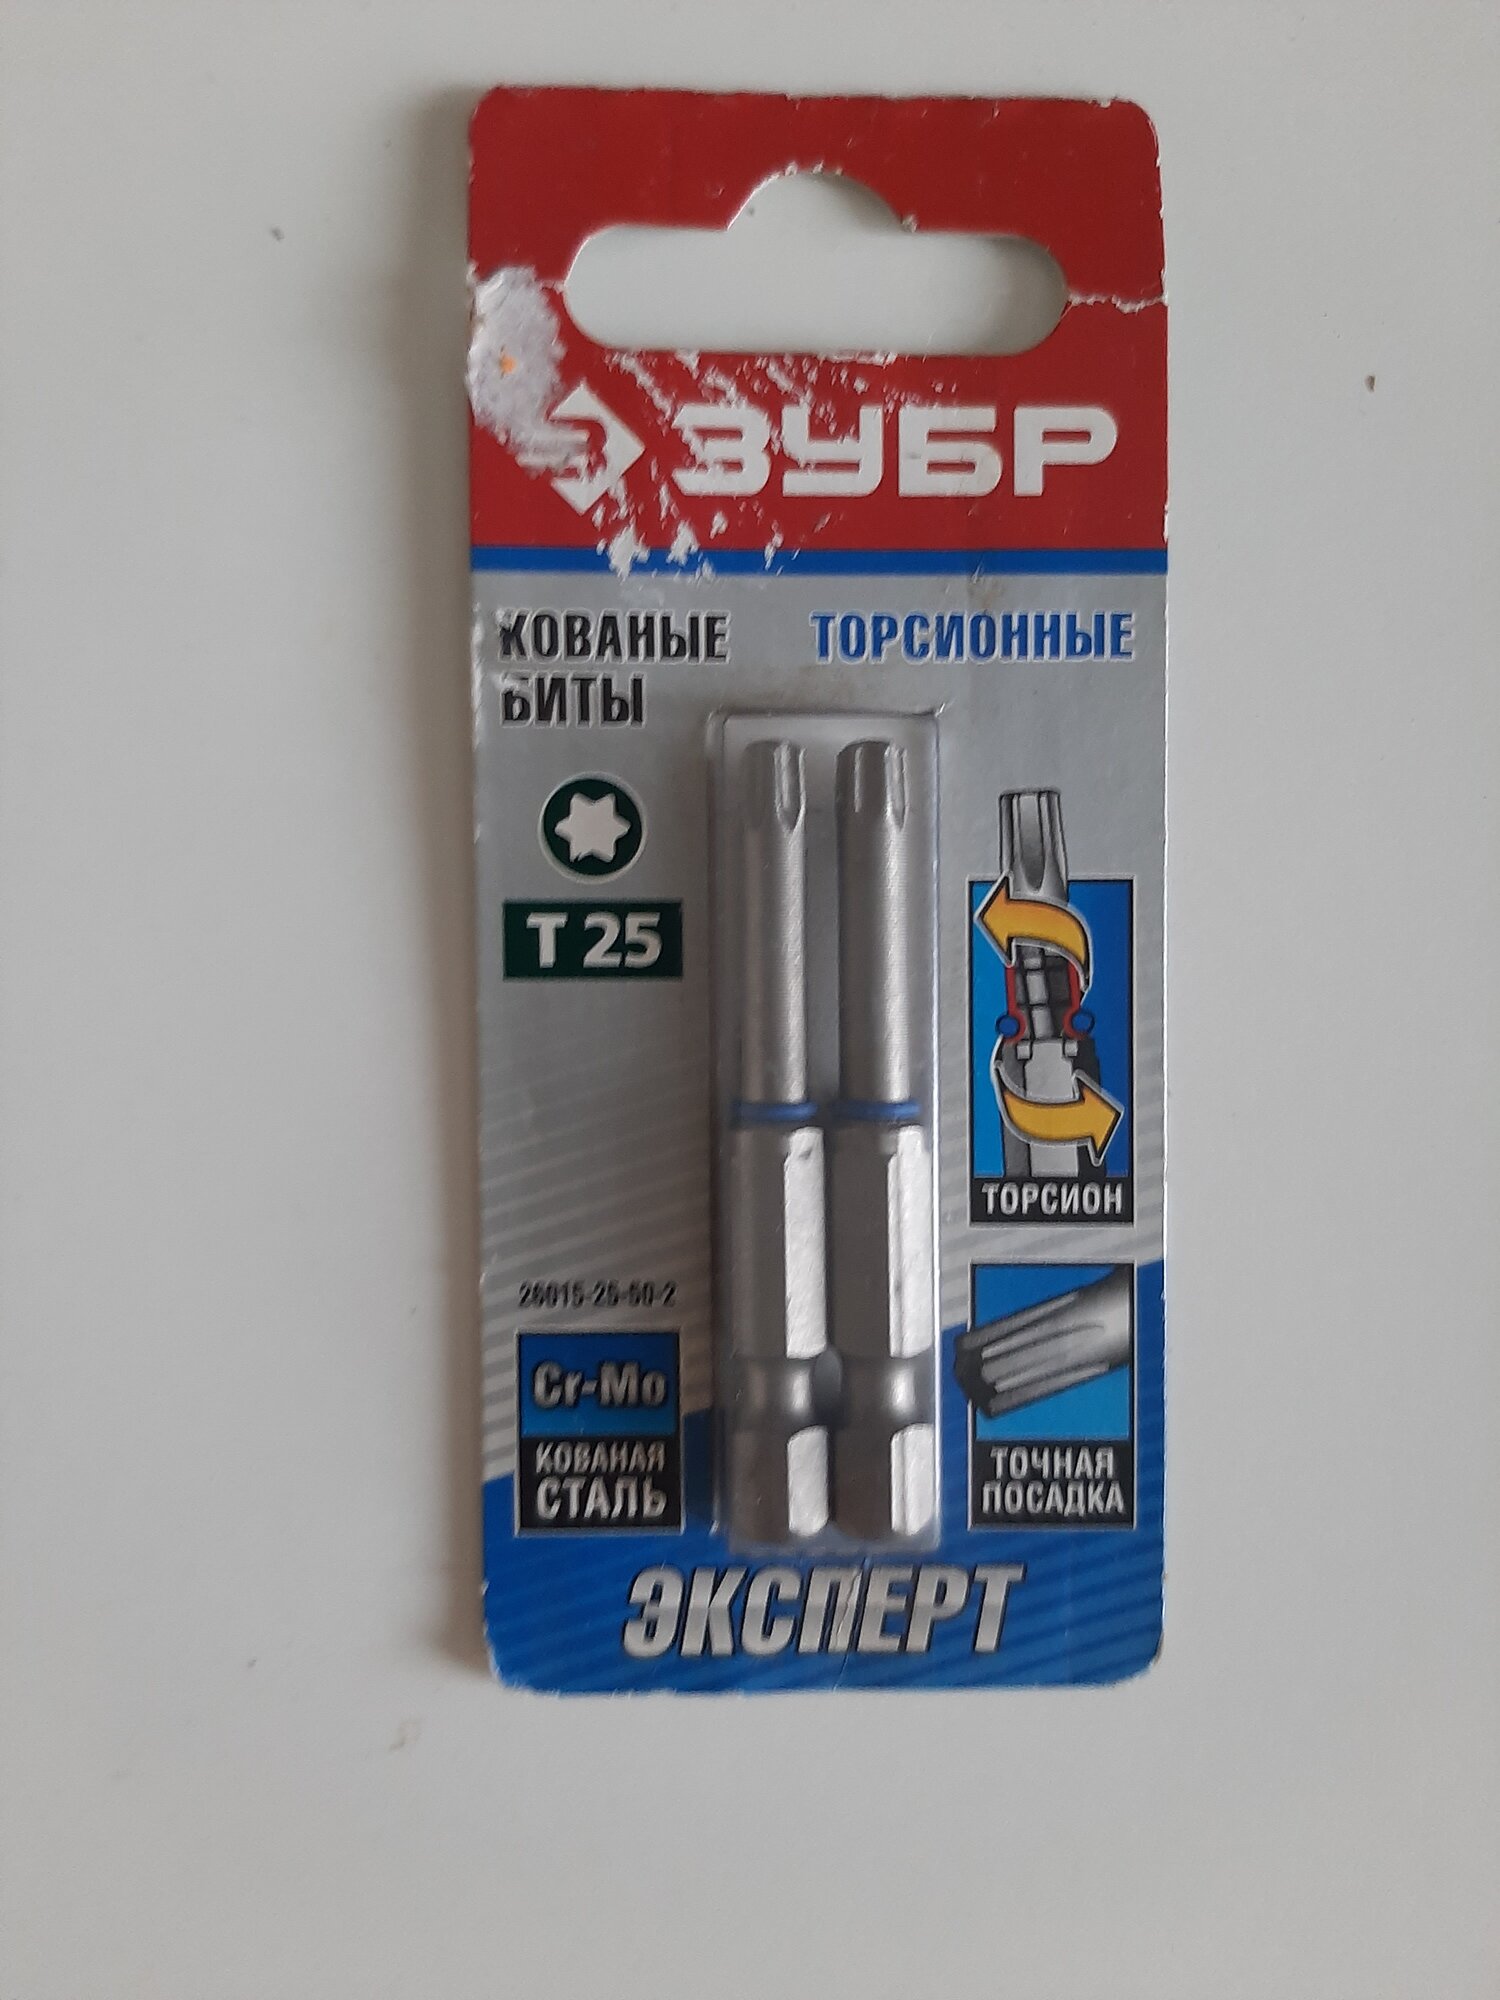 ЗУБР
КОВАНЫЕ
БИТЫ
ТОРСИОННЫЕ
T 25
ТОРСИОН
26015-25-50-2
Cr-Mo
КОВАНАЯ
СТАЛЬ
ТОЧНАЯ
ПОСАДКА
ЭКСПЕРТ